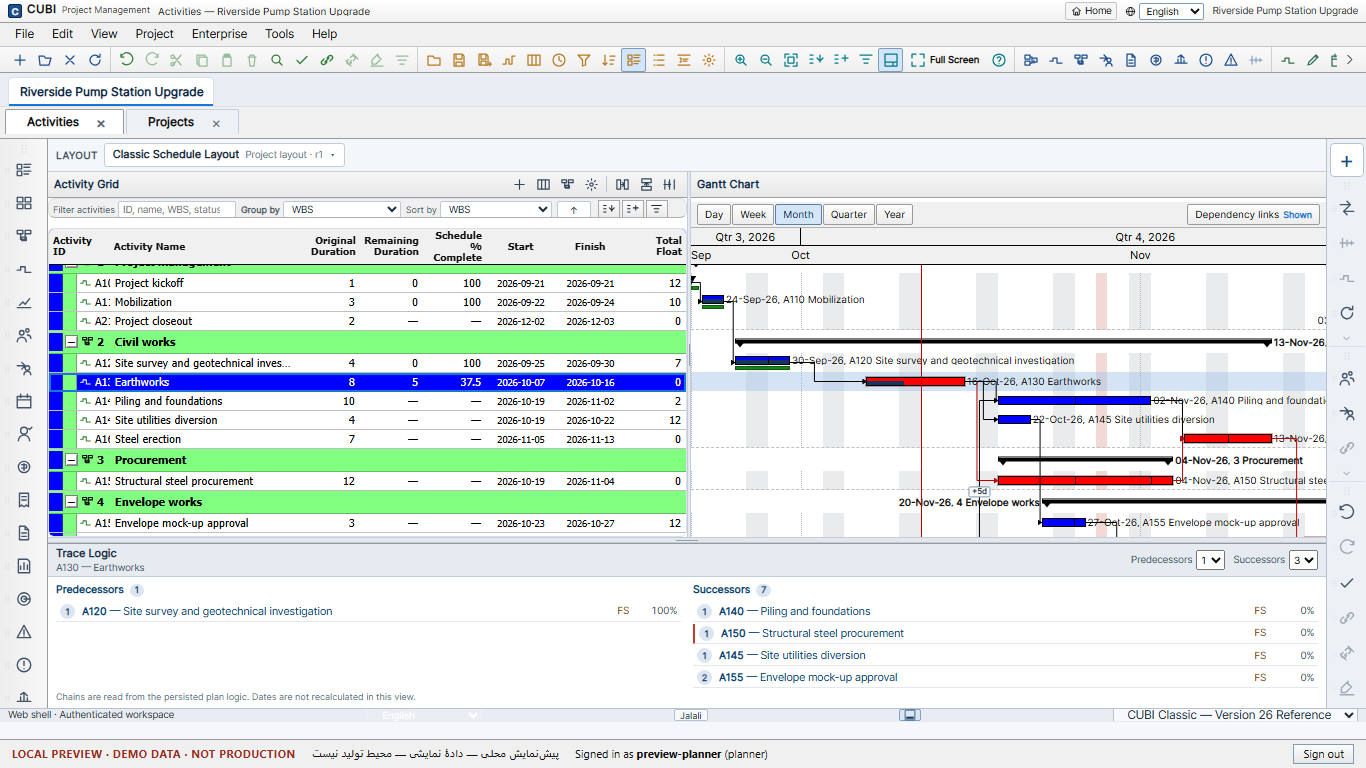 CUBI Project Management Activities — Riverside Pump Station Upgrade Home English Riverside Pump Station Upgrade
File Edit View Project Enterprise Tools Help
Full Screen
Riverside Pump Station Upgrade
Activities × Projects ×
LAYOUT Classic Schedule Layout Project layout · r1
Activity Grid
Filter activities ID, name, WBS, status Group by WBS Sort by WBS
Activity ID Activity Name Original Duration Remaining Duration Schedule % Complete Start Finish Total Float
Project kickoff 1 0 100 2026-09-21 2026-09-21 12
Mobilization 3 0 100 2026-09-22 2026-09-24 10
Project closeout 2 — — 2026-12-02 2026-12-03 0
2 Civil works
Site survey and geotechnical inves... 4 0 100 2026-09-25 2026-09-30 7
Earthworks 8 5 37.5 2026-10-07 2026-10-16 0
Piling and foundations 10 — — 2026-10-19 2026-11-02 2
Site utilities diversion 4 — — 2026-10-19 2026-10-22 12
Steel erection 7 — — 2026-11-05 2026-11-13 0
3 Procurement
Structural steel procurement 12 — — 2026-10-19 2026-11-04 0
4 Envelope works
Envelope mock-up approval 3 — — 2026-10-23 2026-10-27 12
Gantt Chart
Day Week Month Quarter Year Dependency links Shown
Qtr 3, 2026 Qtr 4, 2026
Sep Oct Nov
24-Sep-26, A110 Mobilization
13-Nov-26,
30-Sep-26, A120 Site survey and geotechnical investigation
16-Oct-26, A130 Earthworks
02-Nov-26, A140 Piling and foundati
22-Oct-26, A145 Site utilities diversion
13-Nov-26,
04-Nov-26, 3 Procurement
04-Nov-26, A150 Structural stee
+5d
20-Nov-26, 4 Envelope works
27-Oct-26, A155 Envelope mock-up approval
Trace Logic
A130 — Earthworks
Predecessors 1 Successors 3
Predecessors 1
1 A120 — Site survey and geotechnical investigation FS 100%
Chains are read from the persisted plan logic. Dates are not recalculated in this view.
Successors 7
1 A140 — Piling and foundations FS 0%
1 A150 — Structural steel procurement FS 0%
1 A145 — Site utilities diversion FS 0%
2 A155 — Envelope mock-up approval FS 0%
Web shell · Authenticated workspace English Jalali CUBI Classic — Version 26 Reference
LOCAL PREVIEW · DEMO DATA · NOT PRODUCTION پیش‌نمایش محلی — دادهٔ نمایشی — محیط تولید نیست Signed in as preview-planner (planner) Sign out